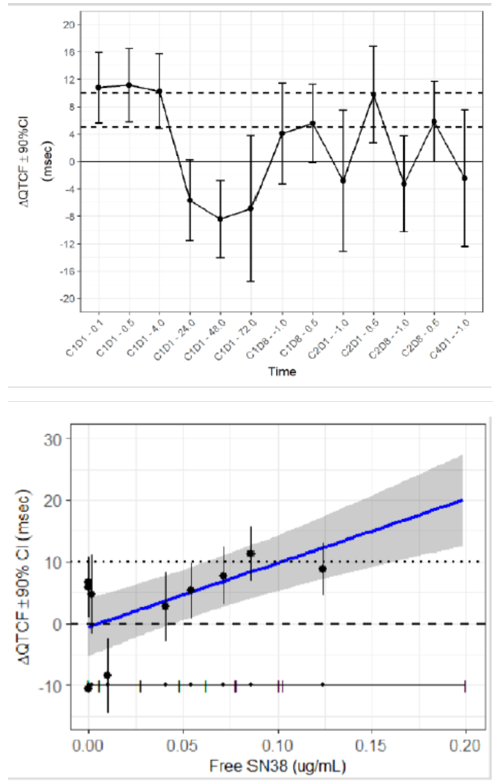 20
16
12
8
4
0
-4
-8
-12
-16
-20
ΔQTCF ± 90%CI
(msec)
C1D1 - 0.1
C1D1 - 0.5
C1D1 - 4.0
C1D1 - 24.0
C1D1 - 48.0
C1D1 - 72.0
C1D8 - -1.0
C1D8 - 0.5
C2D1 - -1.0
C2D1 - 0.5
C2D8 - -1.0
C2D8 - 0.5
C4D1 - -1.0
Time
30
20
10
0
-10
ΔQTCF ± 90% CI (msec)
0.00 0.05 0.10 0.15 0.20
Free SN38 (ug/mL)